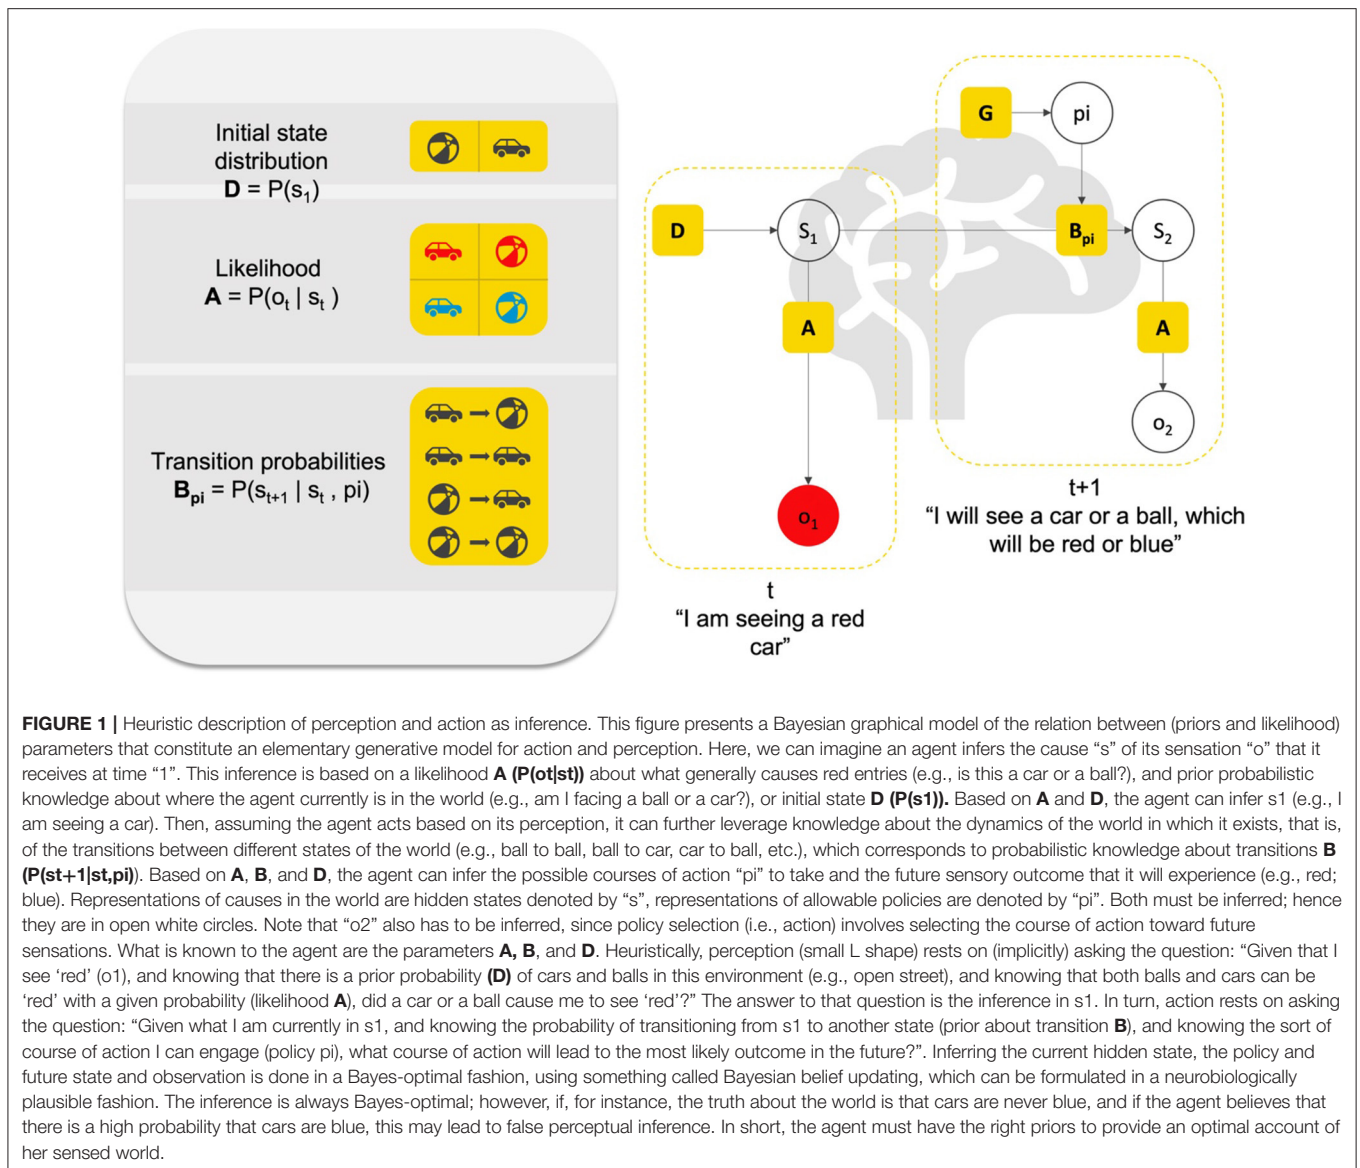 Initial state
distribution
D = P(s1)
Likelihood
A = P(ot | st )
Transition probabilities
Bpi = P(st+1 | st , pi)
G
pi
D
S1
Bpi
S2
A
A
o2
o1
t+1
“I will see a car or a ball, which
will be red or blue”
t
“I am seeing a red
car”
FIGURE 1 | Heuristic description of perception and action as inference. This figure presents a Bayesian graphical model of the relation between (priors and likelihood)
parameters that constitute an elementary generative model for action and perception. Here, we can imagine an agent infers the cause “s” of its sensation “o” that it
receives at time “1”. This inference is based on a likelihood A (P(ot|st)) about what generally causes red entries (e.g., is this a car or a ball?), and prior probabilistic
knowledge about where the agent currently is in the world (e.g., am I facing a ball or a car?), or initial state D (P(s1)). Based on A and D, the agent can infer s1 (e.g., I
am seeing a car). Then, assuming the agent acts based on its perception, it can further leverage knowledge about the dynamics of the world in which it exists, that is,
of the transitions between different states of the world (e.g., ball to ball, ball to car, car to ball, etc.), which corresponds to probabilistic knowledge about transitions B
(P(st+1|st,pi)). Based on A, B, and D, the agent can infer the possible courses of action “pi” to take and the future sensory outcome that it will experience (e.g., red;
blue). Representations of causes in the world are hidden states denoted by “s”, representations of allowable policies are denoted by “pi”. Both must be inferred; hence
they are in open white circles. Note that “o2” also has to be inferred, since policy selection (i.e., action) involves selecting the course of action toward future
sensations. What is known to the agent are the parameters A, B, and D. Heuristically, perception (small L shape) rests on (implicitly) asking the question: “Given that I
see ‘red’ (o1), and knowing that there is a prior probability (D) of cars and balls in this environment (e.g., open street), and knowing that both balls and cars can be
‘red’ with a given probability (likelihood A), did a car or a ball cause me to see ‘red’?” The answer to that question is the inference in s1. In turn, action rests on asking
the question: “Given what I am currently in s1, and knowing the probability of transitioning from s1 to another state (prior about transition B), and knowing the sort of
course of action I can engage (policy pi), what course of action will lead to the most likely outcome in the future?”. Inferring the current hidden state, the policy and
future state and observation is done in a Bayes-optimal fashion, using something called Bayesian belief updating, which can be formulated in a neurobiologically
plausible fashion. The inference is always Bayes-optimal; however, if, for instance, the truth about the world is that cars are never blue, and if the agent believes that
there is a high probability that cars are blue, this may lead to false perceptual inference. In short, the agent must have the right priors to provide an optimal account of
her sensed world.